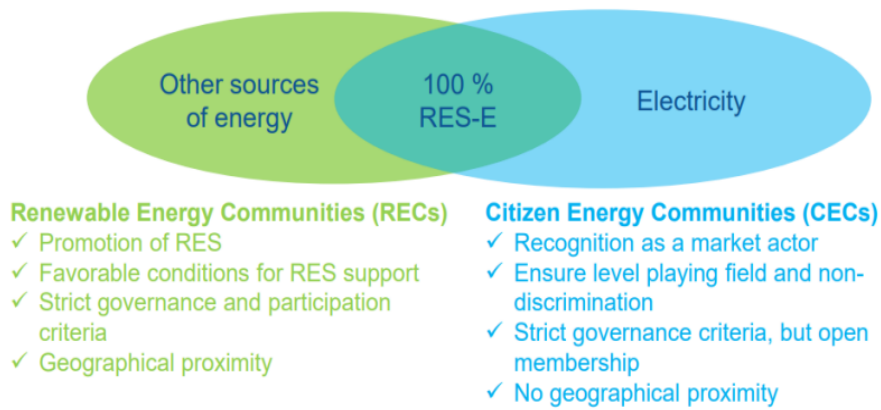 Other sources
of energy
100 %
RES-E
Electricity
Renewable Energy Communities (RECs)
✓ Promotion of RES
✓ Favorable conditions for RES support
✓ Strict governance and participation
criteria
✓ Geographical proximity
Citizen Energy Communities (CECs)
✓ Recognition as a market actor
✓ Ensure level playing field and non-
discrimination
✓ Strict governance criteria, but open
membership
✓ No geographical proximity